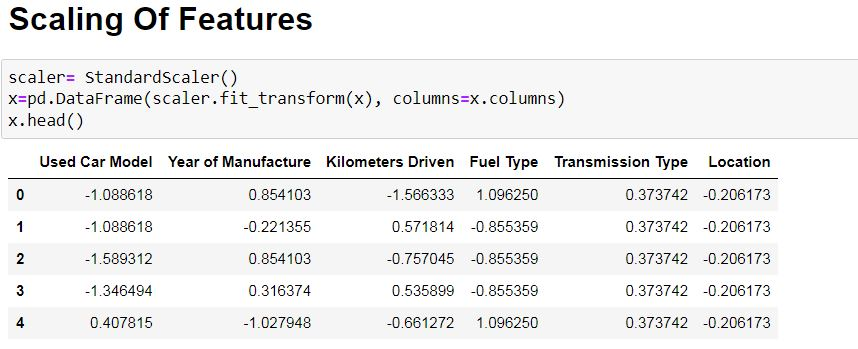 Scaling Of Features
scaler= StandardScaler()
x=pd.DataFrame(scaler.fit_transform(x), columns=x.columns)
x.head()
Used Car Model Year of Manufacture Kilometers Driven Fuel Type Transmission Type Location
0 -1.088618 0.854103 -1.566333 1.096250 0.373742 -0.206173
1 -1.088618 -0.221355 0.571814 -0.855359 0.373742 -0.206173
2 -1.589312 0.854103 -0.757045 -0.855359 0.373742 -0.206173
3 -1.346494 0.316374 0.535899 -0.855359 0.373742 -0.206173
4 0.407815 -1.027948 -0.661272 1.096250 0.373742 -0.206173